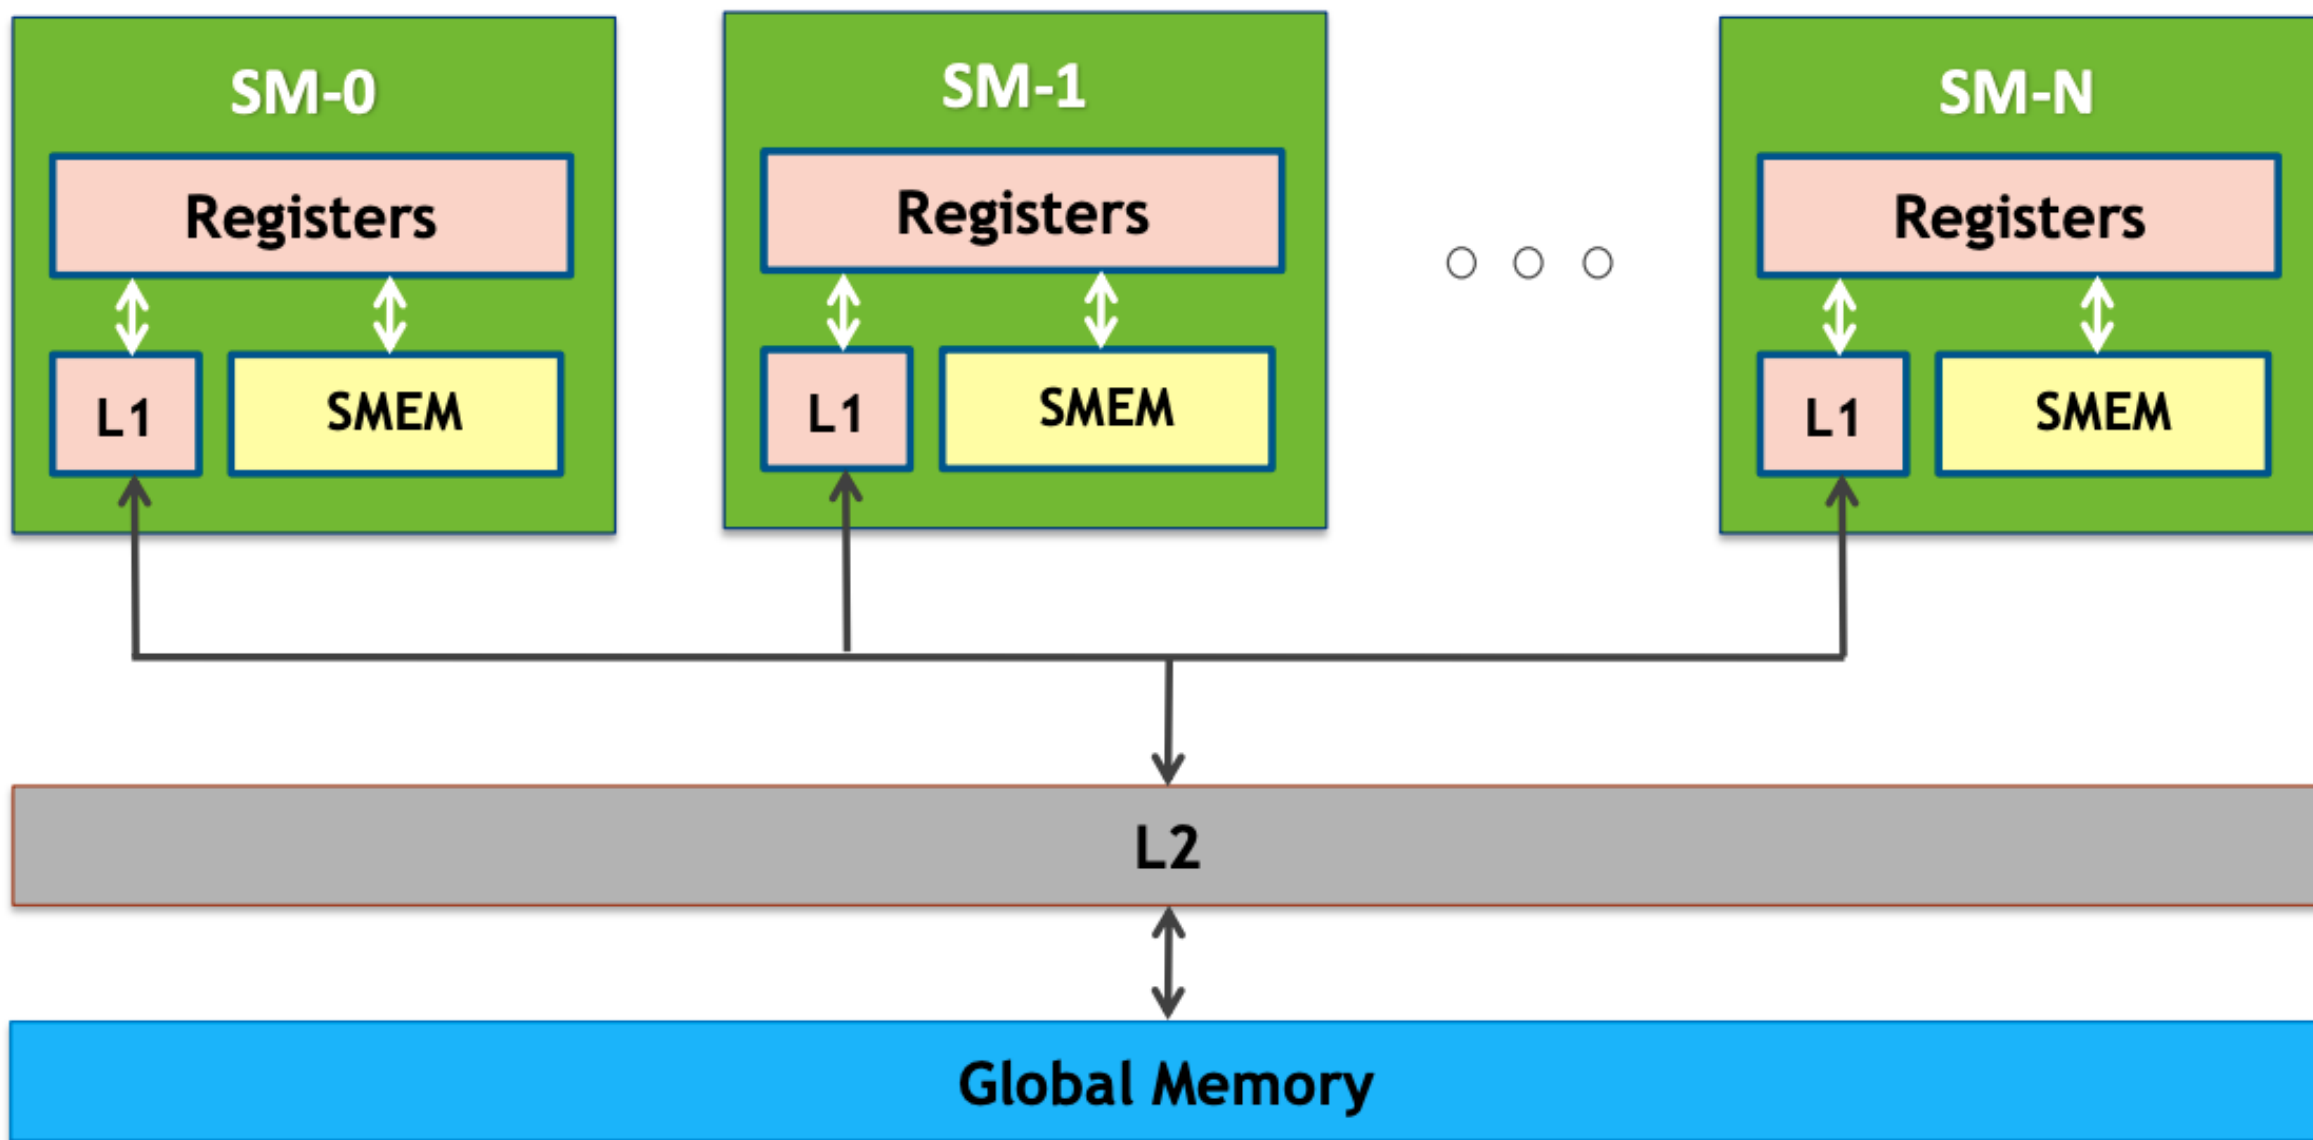 SM-0
Registers
L1
SMEM
SM-1
Registers
L1
SMEM
SM-N
Registers
L1
SMEM
L2
Global Memory